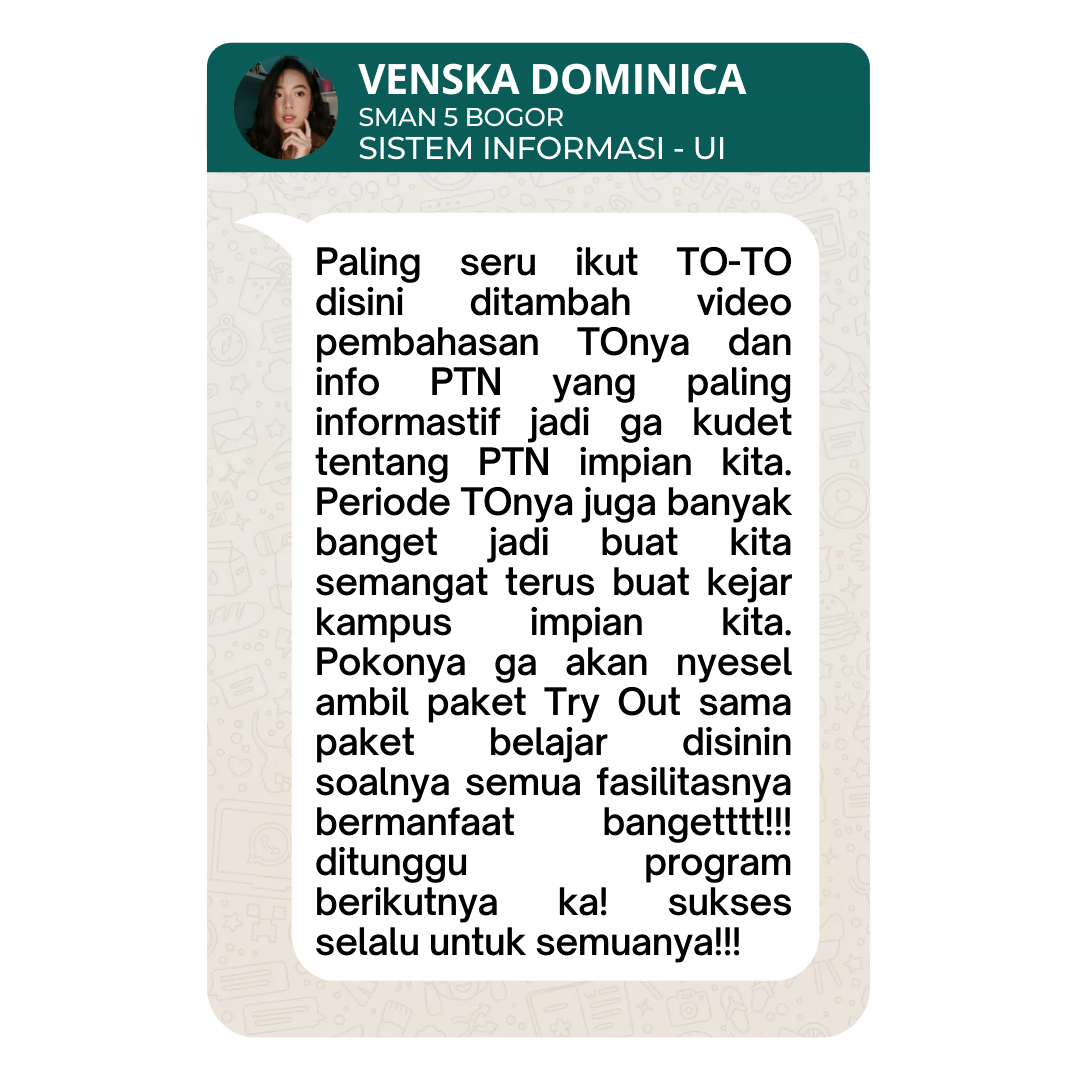 VENSKA DOMINICA
SMAN 5 BOGOR
SISTEM INFORMASI - UI
Paling seru ikut TO-TO
disini ditambah video
pembahasan TOnya dan
info PTN yang paling
informastif jadi ga kudet
tentang PTN impian kita.
Periode TOnya juga banyak
banget jadi buat kita
semangat terus buat kejar
kampus impian kita.
Pokonya ga akan nyesel
ambil paket Try Out sama
paket belajar disinin
soalnya semua fasilitasnya
bermanfaat bangetttt!!!
ditunggu program
berikutnya ka! sukses
selalu untuk semuanya!!!